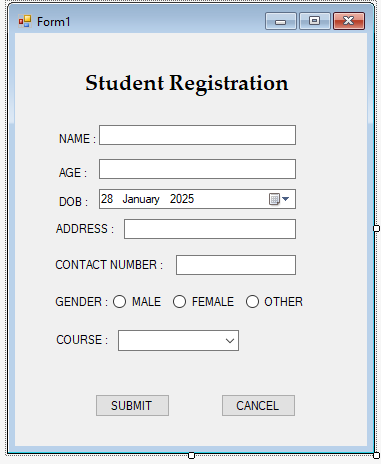 Form1
Student Registration
NAME :
AGE :
DOB : 28 January 2025
ADDRESS :
CONTACT NUMBER :
GENDER : MALE FEMALE OTHER
COURSE :
SUBMIT CANCEL